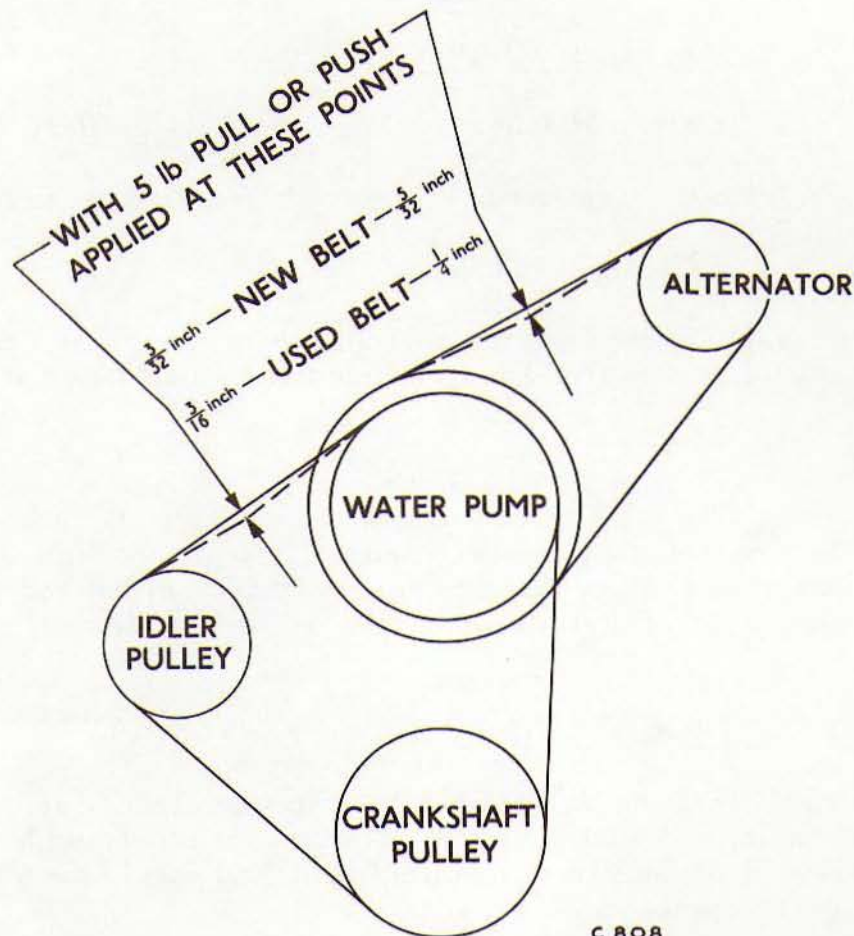 WITH 5 lb PULL OR PUSH
APPLIED AT THESE POINTS
3/32 inch — NEW BELT — 5/32 inch
3/16 inch — USED BELT — 1/4 inch
ALTERNATOR
WATER PUMP
IDLER
PULLEY
CRANKSHAFT
PULLEY
C.808